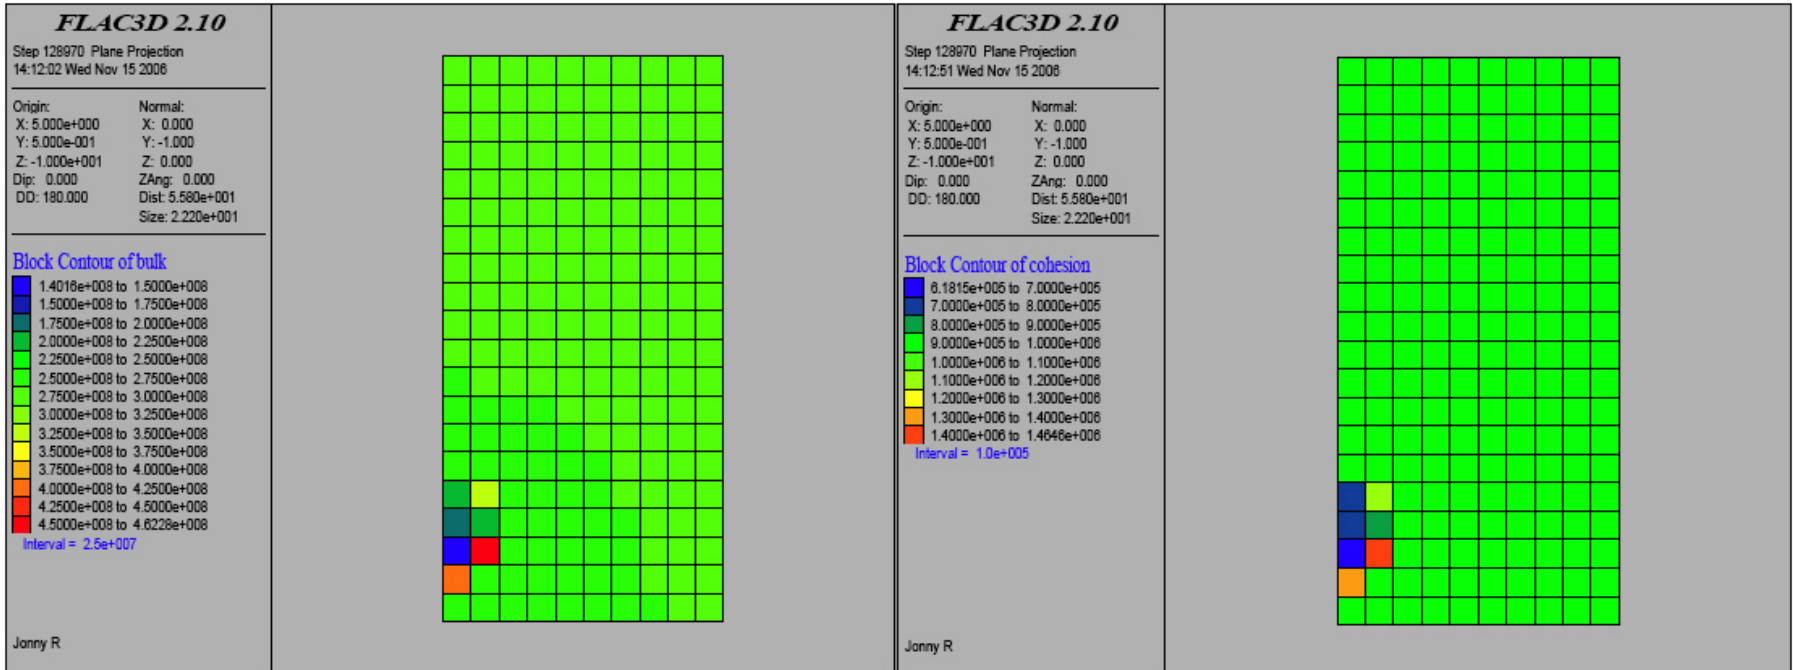 FLAC3D 2.10
Step 128970 Plane Projection
14:12:02 Wed Nov 15 2006
Origin: Normal:
X: 5.000e+000 X: 0.000
Y: 5.000e-001 Y: -1.000
Z: -1.000e+001 Z: 0.000
Dip: 0.000 ZAng: 0.000
DD: 180.000 Dist: 5.580e+001
Size: 2.220e+001
Block Contour of bulk
1.4016e+008 to 1.5000e+008
1.5000e+008 to 1.7500e+008
1.7500e+008 to 2.0000e+008
2.0000e+008 to 2.2500e+008
2.2500e+008 to 2.5000e+008
2.5000e+008 to 2.7500e+008
2.7500e+008 to 3.0000e+008
3.0000e+008 to 3.2500e+008
3.2500e+008 to 3.5000e+008
3.5000e+008 to 3.7500e+008
3.7500e+008 to 4.0000e+008
4.0000e+008 to 4.2500e+008
4.2500e+008 to 4.5000e+008
4.5000e+008 to 4.6228e+008
Interval = 2.5e+007
Jonny R
FLAC3D 2.10
Step 128970 Plane Projection
14:12:51 Wed Nov 15 2006
Origin: Normal:
X: 5.000e+000 X: 0.000
Y: 5.000e-001 Y: -1.000
Z: -1.000e+001 Z: 0.000
Dip: 0.000 ZAng: 0.000
DD: 180.000 Dist: 5.580e+001
Size: 2.220e+001
Block Contour of cohesion
6.1815e+005 to 7.0000e+005
7.0000e+005 to 8.0000e+005
8.0000e+005 to 9.0000e+005
9.0000e+005 to 1.0000e+006
1.0000e+006 to 1.1000e+006
1.1000e+006 to 1.2000e+006
1.2000e+006 to 1.3000e+006
1.3000e+006 to 1.4000e+006
1.4000e+006 to 1.4646e+006
Interval = 1.0e+005
Jonny R